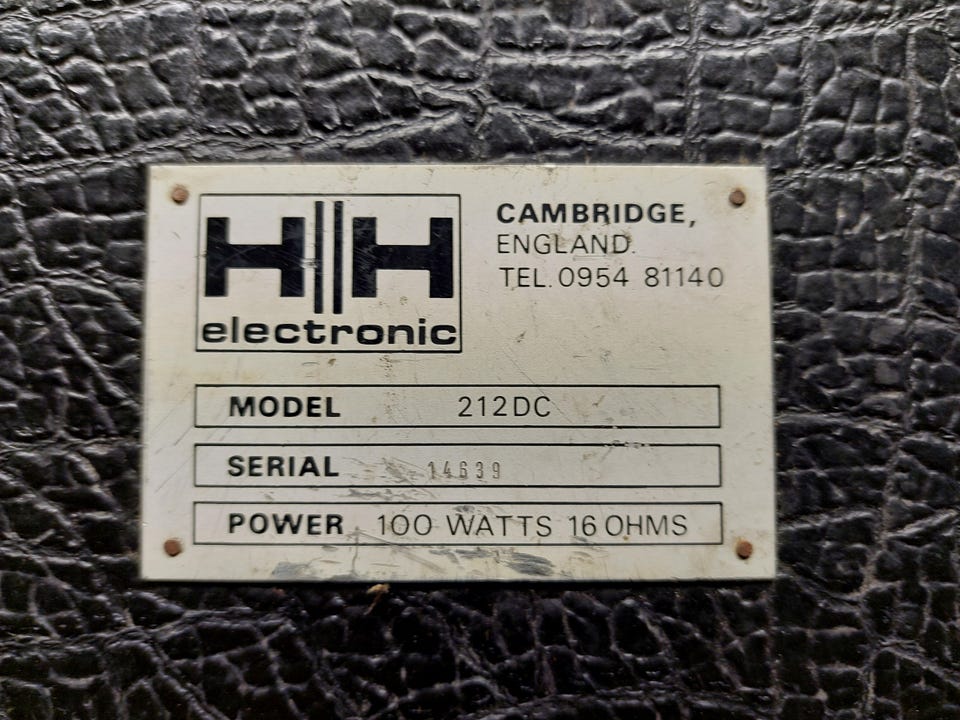 HH
electronic
CAMBRIDGE,
ENGLAND.
TEL. 0954 81140
MODEL 212DC
SERIAL 14639
POWER 100 WATTS 16 OHMS